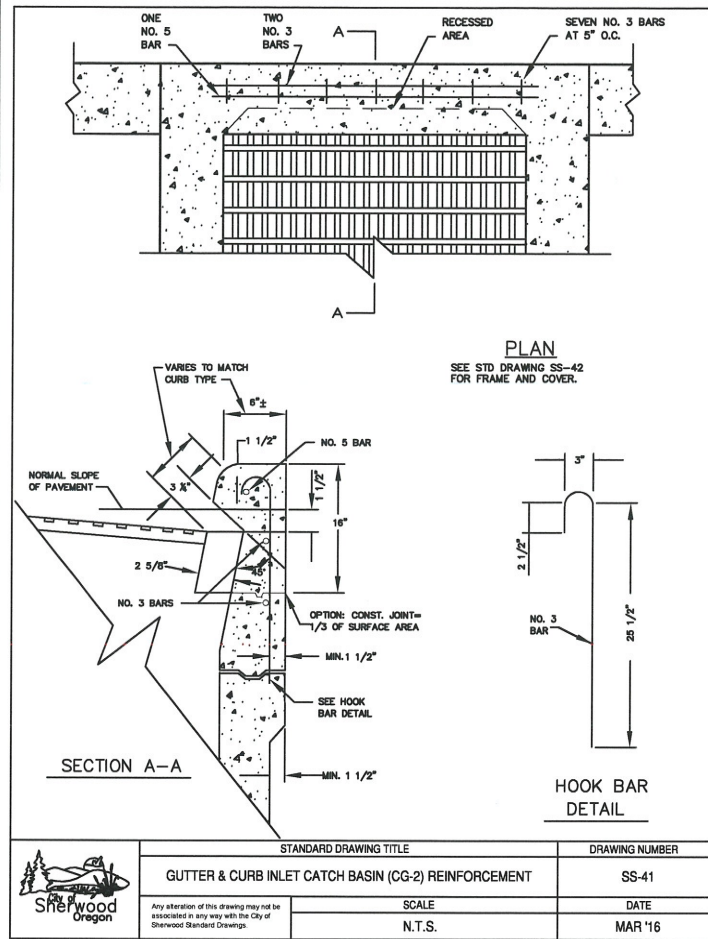 ONE
NO. 5
BAR
TWO
NO. 3
BARS
A
RECESSED
AREA
SEVEN NO. 3 BARS
AT 5" O.C.
A
PLAN
SEE STD DRAWING SS-42
FOR FRAME AND COVER.
VARIES TO MATCH
CURB TYPE
6"±
1 1/2"
NO. 5 BAR
NORMAL SLOPE
OF PAVEMENT
3 ¼"
1 1/2"
16"
2 5/8"
45°
NO. 3 BARS
OPTION: CONST. JOINT=
1/3 OF SURFACE AREA
MIN. 1 1/2"
SEE HOOK
BAR DETAIL
4"
MIN. 1 1/2"
SECTION A-A
3"
2 1/2"
NO. 3
BAR
25 1/2"
HOOK BAR
DETAIL
City of
Sherwood
Oregon
STANDARD DRAWING TITLE
DRAWING NUMBER
GUTTER & CURB INLET CATCH BASIN (CG-2) REINFORCEMENT
SS-41
Any alteration of this drawing may not be
associated in any way with the City of
Sherwood Standard Drawings.
SCALE
DATE
N.T.S.
MAR '16